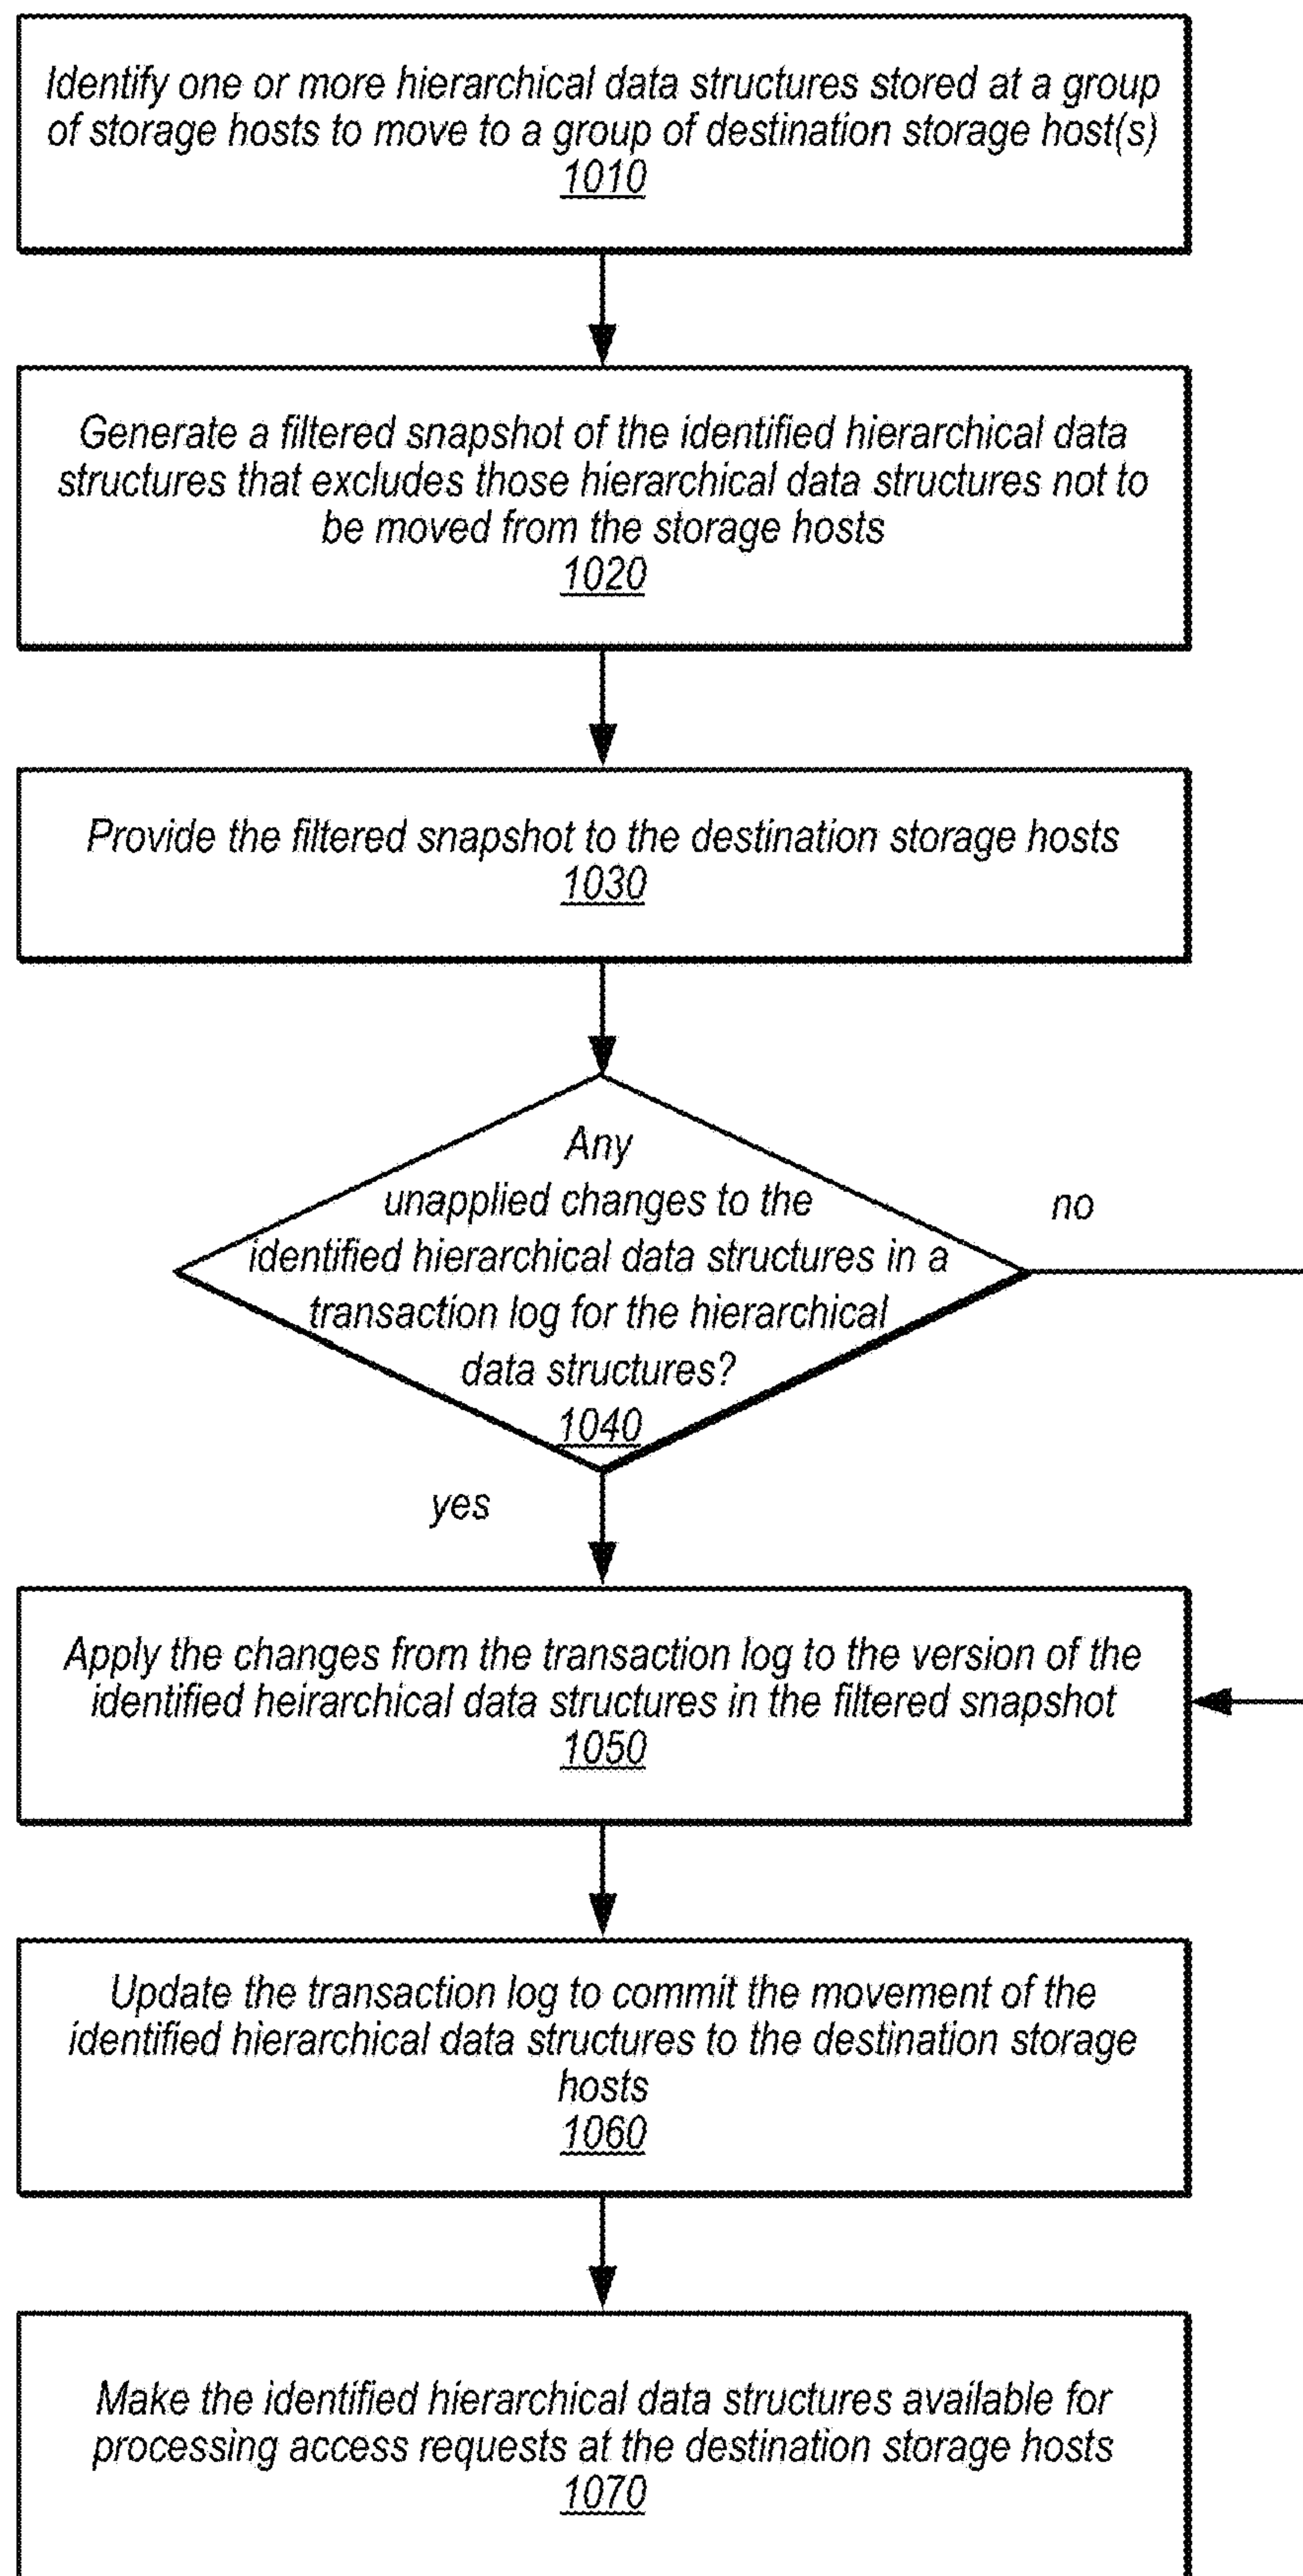 Identify one or more hierarchical data structures stored at a group
of storage hosts to move to a group of destination storage host(s)
1010
Generate a filtered snapshot of the identified hierarchical data
structures that excludes those hierarchical data structures not to
be moved from the storage hosts
1020
Provide the filtered snapshot to the destination storage hosts
1030
Any
unapplied changes to the
identified hierarchical data structures in a
transaction log for the hierarchical
data structures?
1040
no
yes
Apply the changes from the transaction log to the version of the
identified heirarchical data structures in the filtered snapshot
1050
Update the transaction log to commit the movement of the
identified hierarchical data structures to the destination storage
hosts
1060
Make the identified hierarchical data structures available for
processing access requests at the destination storage hosts
1070